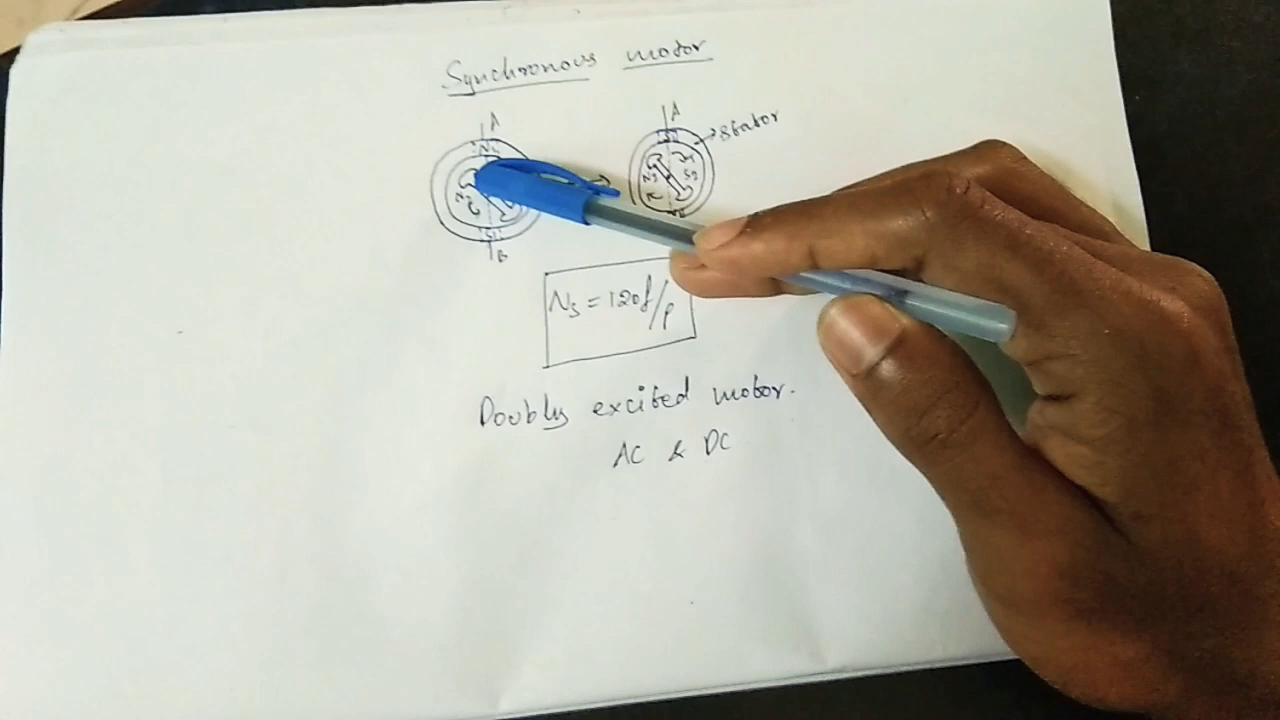 Synchronous motor
A
A
stator
B
Ns = 120f/p
Doubly excited motor.
AC & DC